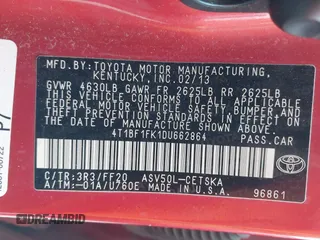 MFD. BY: TOYOTA MOTOR MANUFACTURING,
KENTUCKY, INC. 02/13
GVWR 4630LB GAWR FR 2625LB RR 2625LB
THIS VEHICLE CONFORMS TO ALL APPLICABLE
FEDERAL MOTOR VEHICLE SAFETY, BUMPER, AND
THEFT PREVENTION STANDARDS IN EFFECT ON
THE DATE OF MANUFACTURE SHOWN ABOVE.
4T1BF1FK1DU662864
PASS.CAR
C/TR:3R3/FF20 ASV50L-CETSKA
A/TM:-01A/U760E MADE IN U.S.A.
TOYOTA
96861
DREAMBID